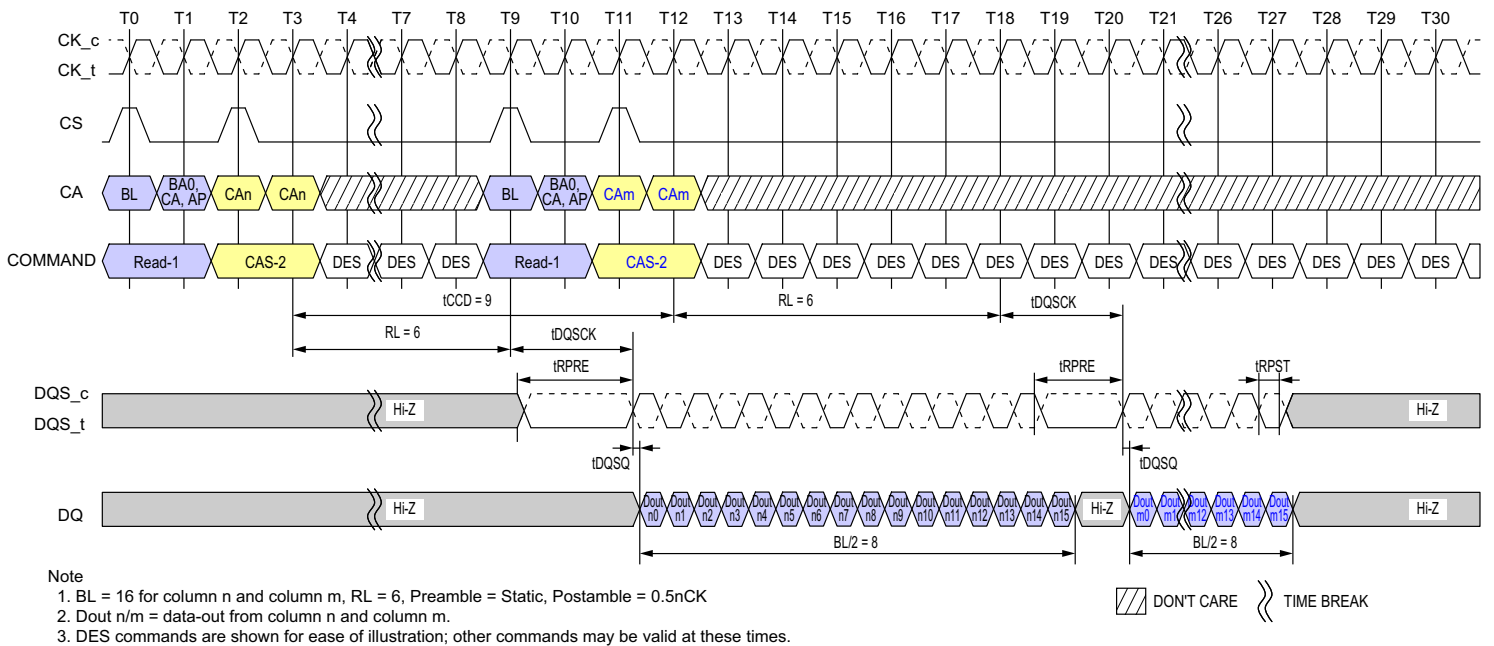 T0 T1 T2 T3 T4 T7 T8 T9 T10 T11 T12 T13 T14 T15 T16 T17 T18 T19 T20 T21 T26 T27 T28 T29 T30
CK_c
CK_t
CS
CA BL BA0, CA, AP CAn CAn BL BA0, CA, AP CAm CAm
COMMAND Read-1 CAS-2 DES DES DES Read-1 CAS-2 DES DES DES DES DES DES DES DES DES DES DES DES DES DES
tCCD = 9 RL = 6 tDQSCK
RL = 6 tDQSCK
tRPRE tRPRE tRPST
DQS_c
DQS_t
Hi-Z Hi-Z
tDQSQ tDQSQ
DQ Hi-Z Dout n0 Dout n1 Dout n2 Dout n3 Dout n4 Dout n5 Dout n6 Dout n7 Dout n8 Dout n9 Dout n10 Dout n11 Dout n12 Dout n13 Dout n14 Dout n15 Hi-Z Dout m0 Dout m1 Dout m12 Dout m13 Dout m14 Dout m15 Hi-Z
BL/2 = 8 BL/2 = 8
Note
1. BL = 16 for column n and column m, RL = 6, Preamble = Static, Postamble = 0.5nCK
2. Dout n/m = data-out from column n and column m.
3. DES commands are shown for ease of illustration; other commands may be valid at these times.
DON'T CARE TIME BREAK